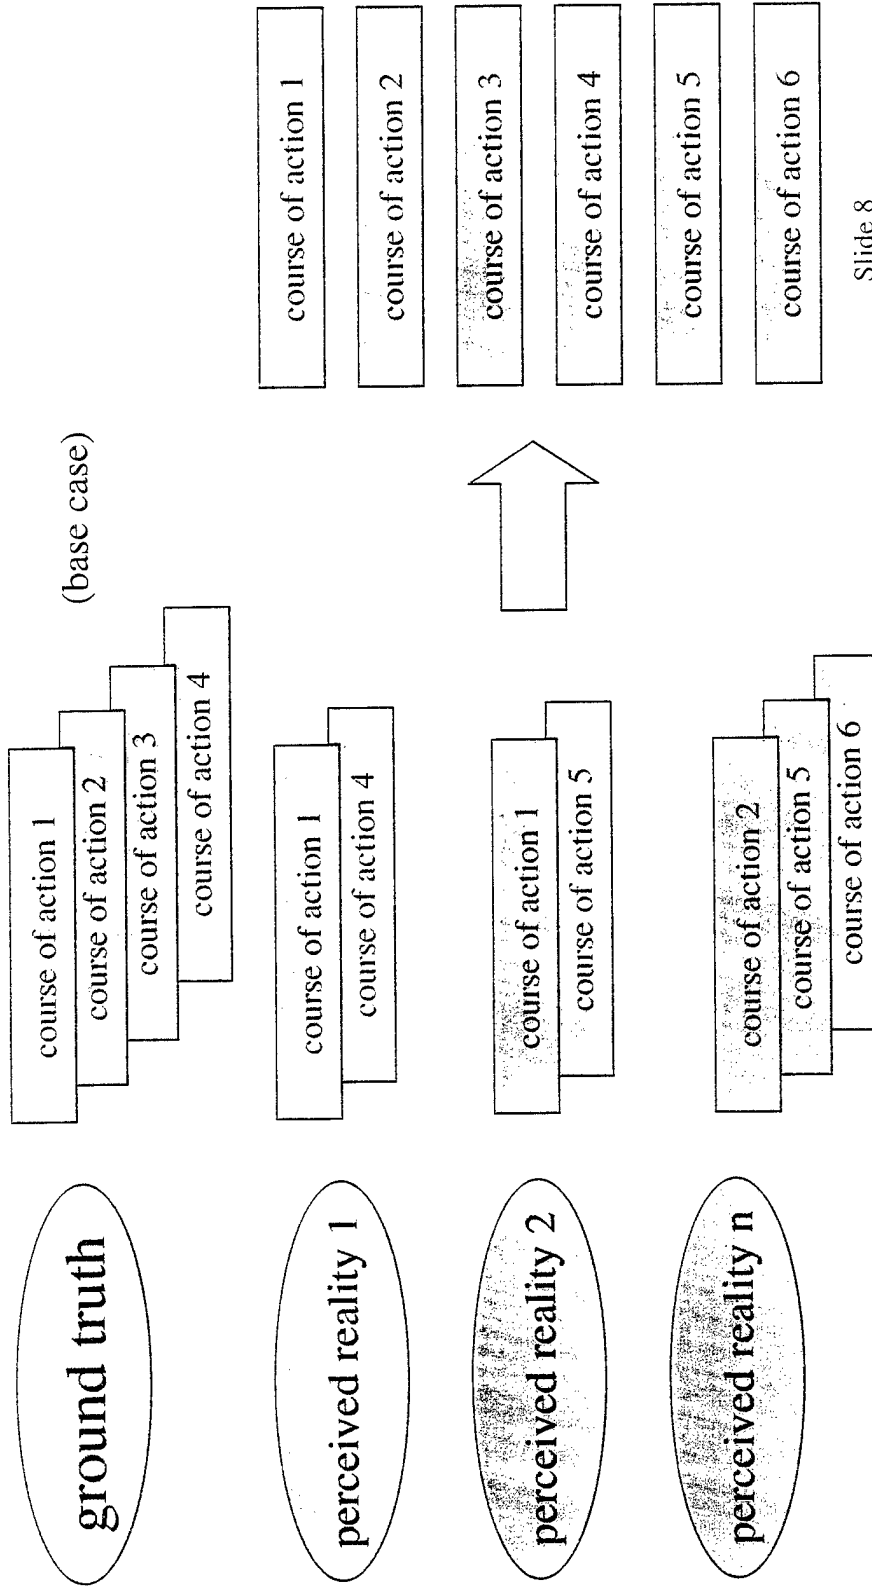 ground truth
course of action 1
course of action 2
course of action 3
course of action 4
(base case)
perceived reality 1
course of action 1
course of action 4
perceived reality 2
course of action 1
course of action 5
perceived reality n
course of action 2
course of action 5
course of action 6
course of action 1
course of action 2
course of action 3
course of action 4
course of action 5
course of action 6
Slide 8